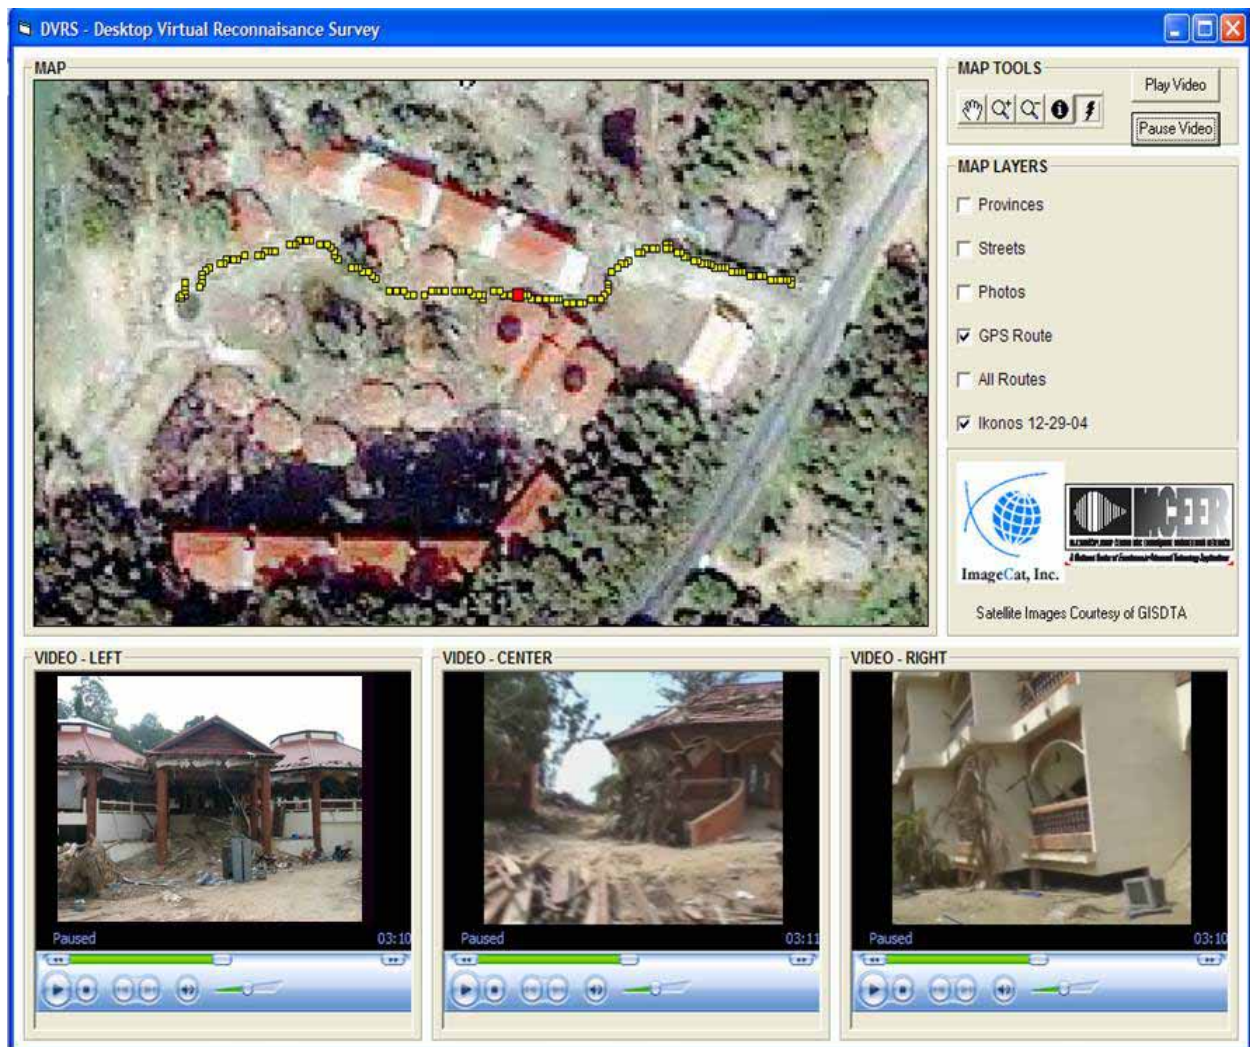 DVRS - Desktop Virtual Reconnaisance Survey
MAP
MAP TOOLS
Play Video
Pause Video
MAP LAYERS
Provinces
Streets
Photos
GPS Route
All Routes
Ikonos 12-29-04
ImageCat, Inc.
MCEER
Satellite Images Courtesy of GISDTA
VIDEO - LEFT
VIDEO - CENTER
VIDEO - RIGHT
Paused 03:10
Paused 03:11
Paused 03:10